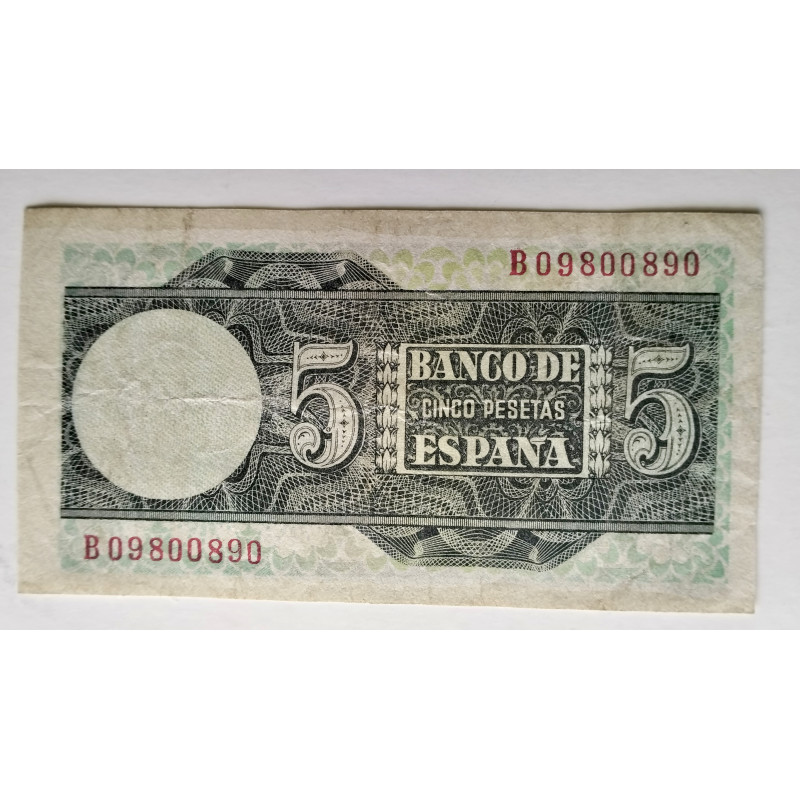 B09800890
5
BANCO DE
CINCO PESETAS
ESPAÑA
5
B09800890